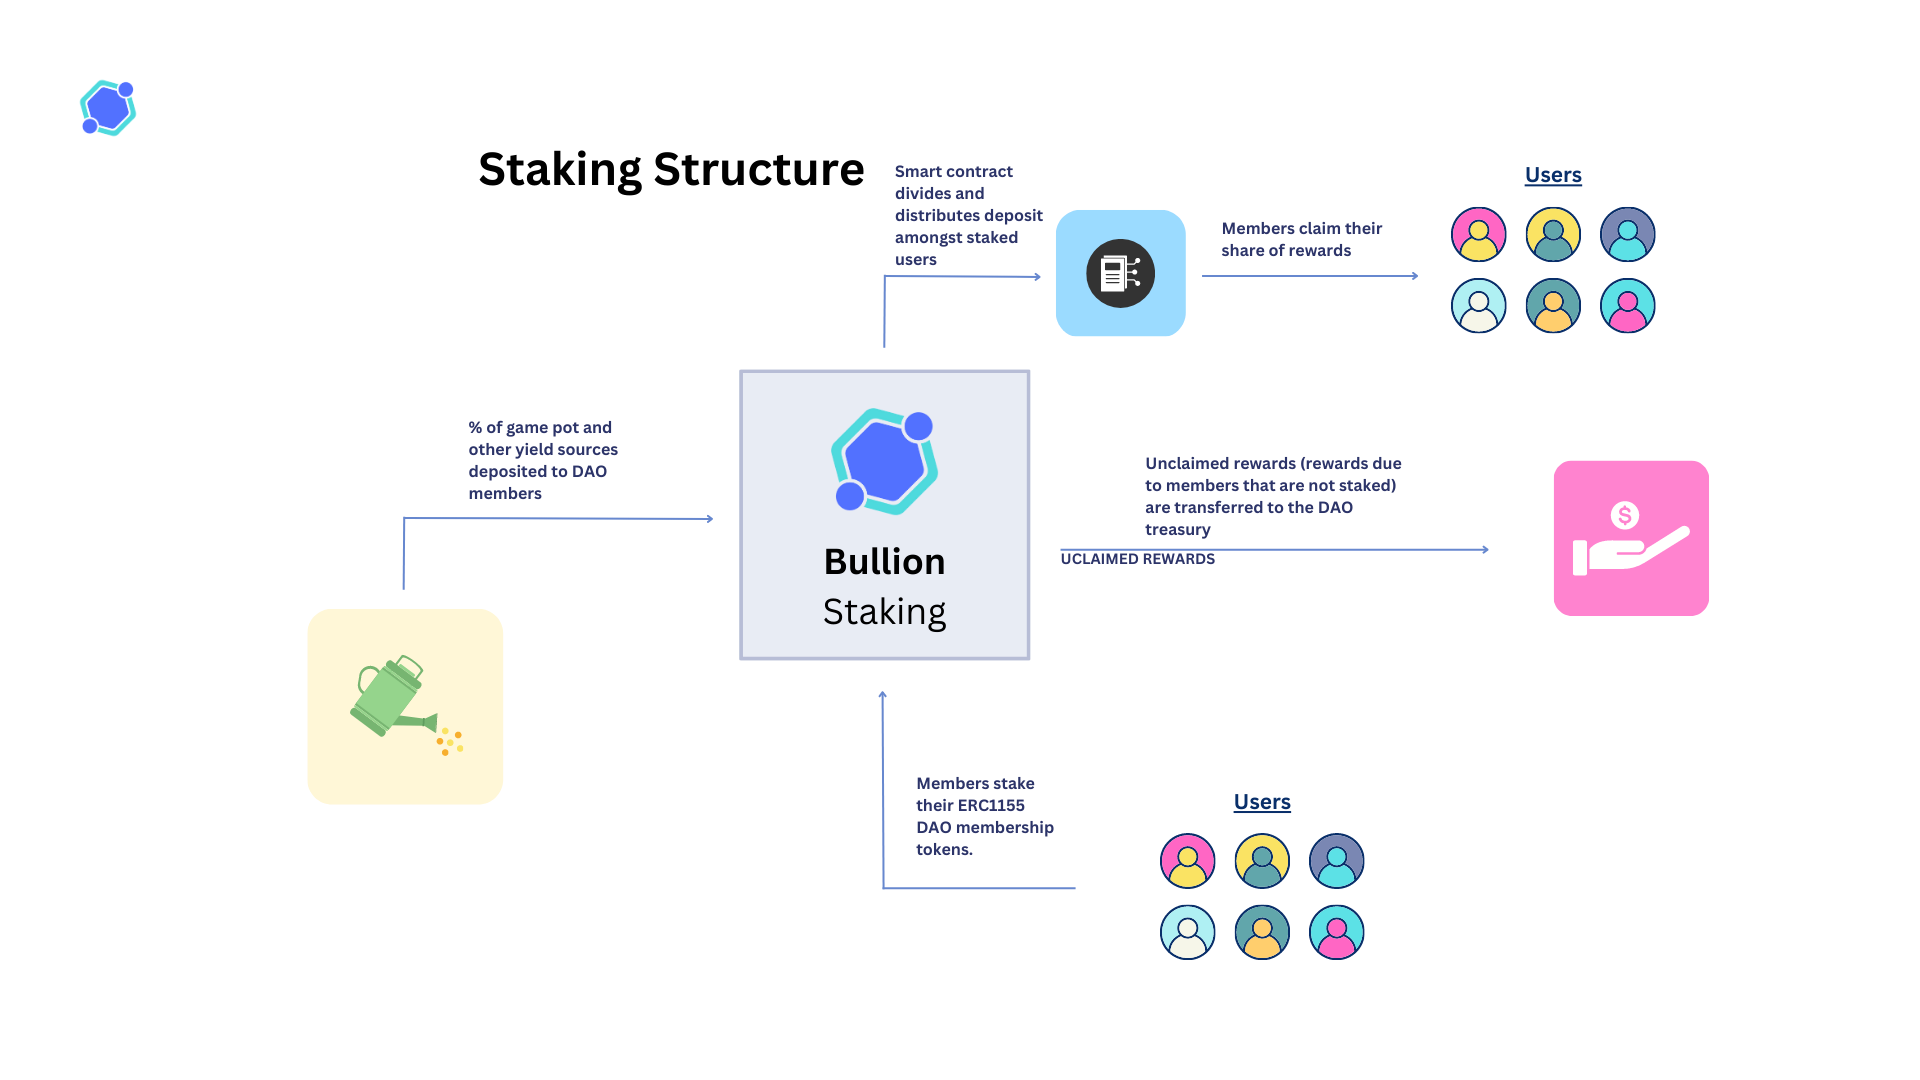 Staking Structure
Smart contract
divides and
distributes deposit
amongst staked
users
Members claim their
share of rewards
Users
% of game pot and
other yield sources
deposited to DAO
members
Bullion
Staking
Unclaimed rewards (rewards due
to members that are not staked)
are transferred to the DAO
treasury
UCLAIMED REWARDS
$
Members stake
their ERC1155
DAO membership
tokens.
Users